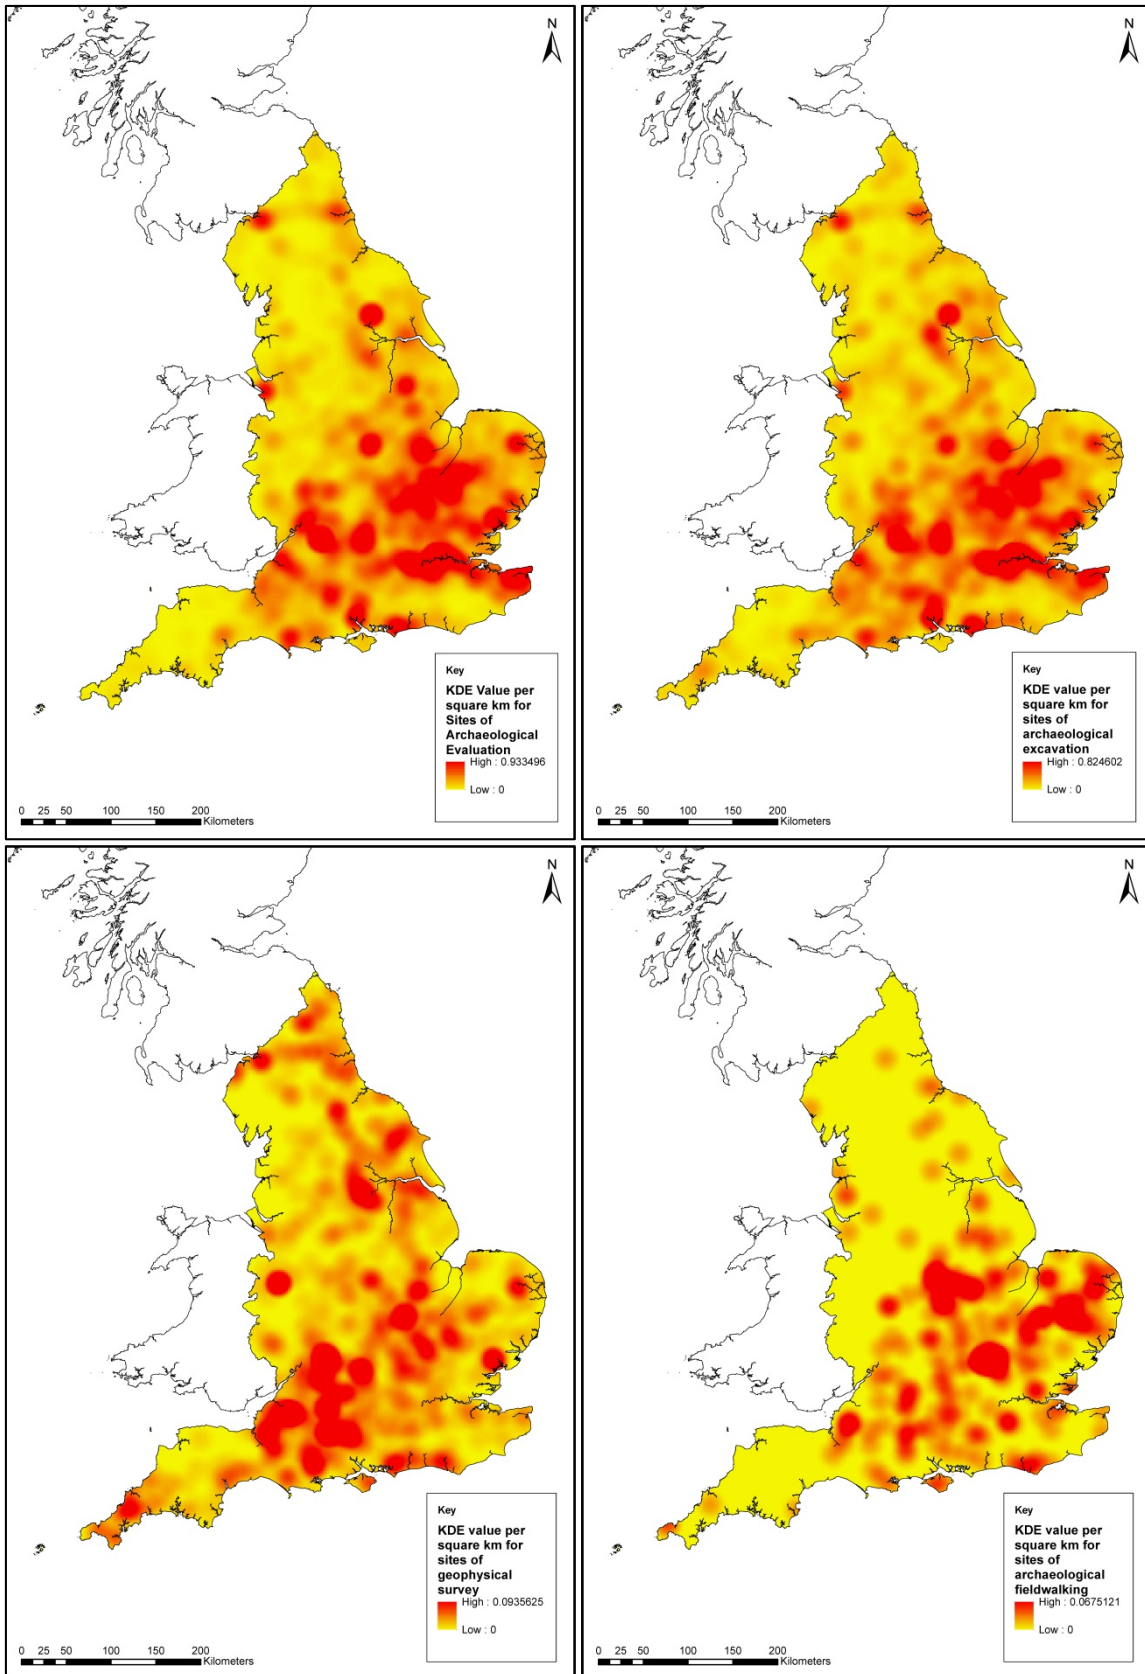 N
Key
KDE Value per
square km for
Sites of
Archaeological
Evaluation
High : 0.933496
Low : 0
0 25 50 100 150 200
Kilometers
N
Key
KDE value per
square km for
sites of
archaeological
excavation
High : 0.824602
Low : 0
0 25 50 100 150 200
Kilometers
N
Key
KDE value per
square km for
sites of
geophysical
survey
High : 0.0935625
Low : 0
0 25 50 100 150 200
Kilometers
N
Key
KDE value per
square km for
sites of
archaeological
fieldwalking
High : 0.0675121
Low : 0
0 25 50 100 150 200
Kilometers